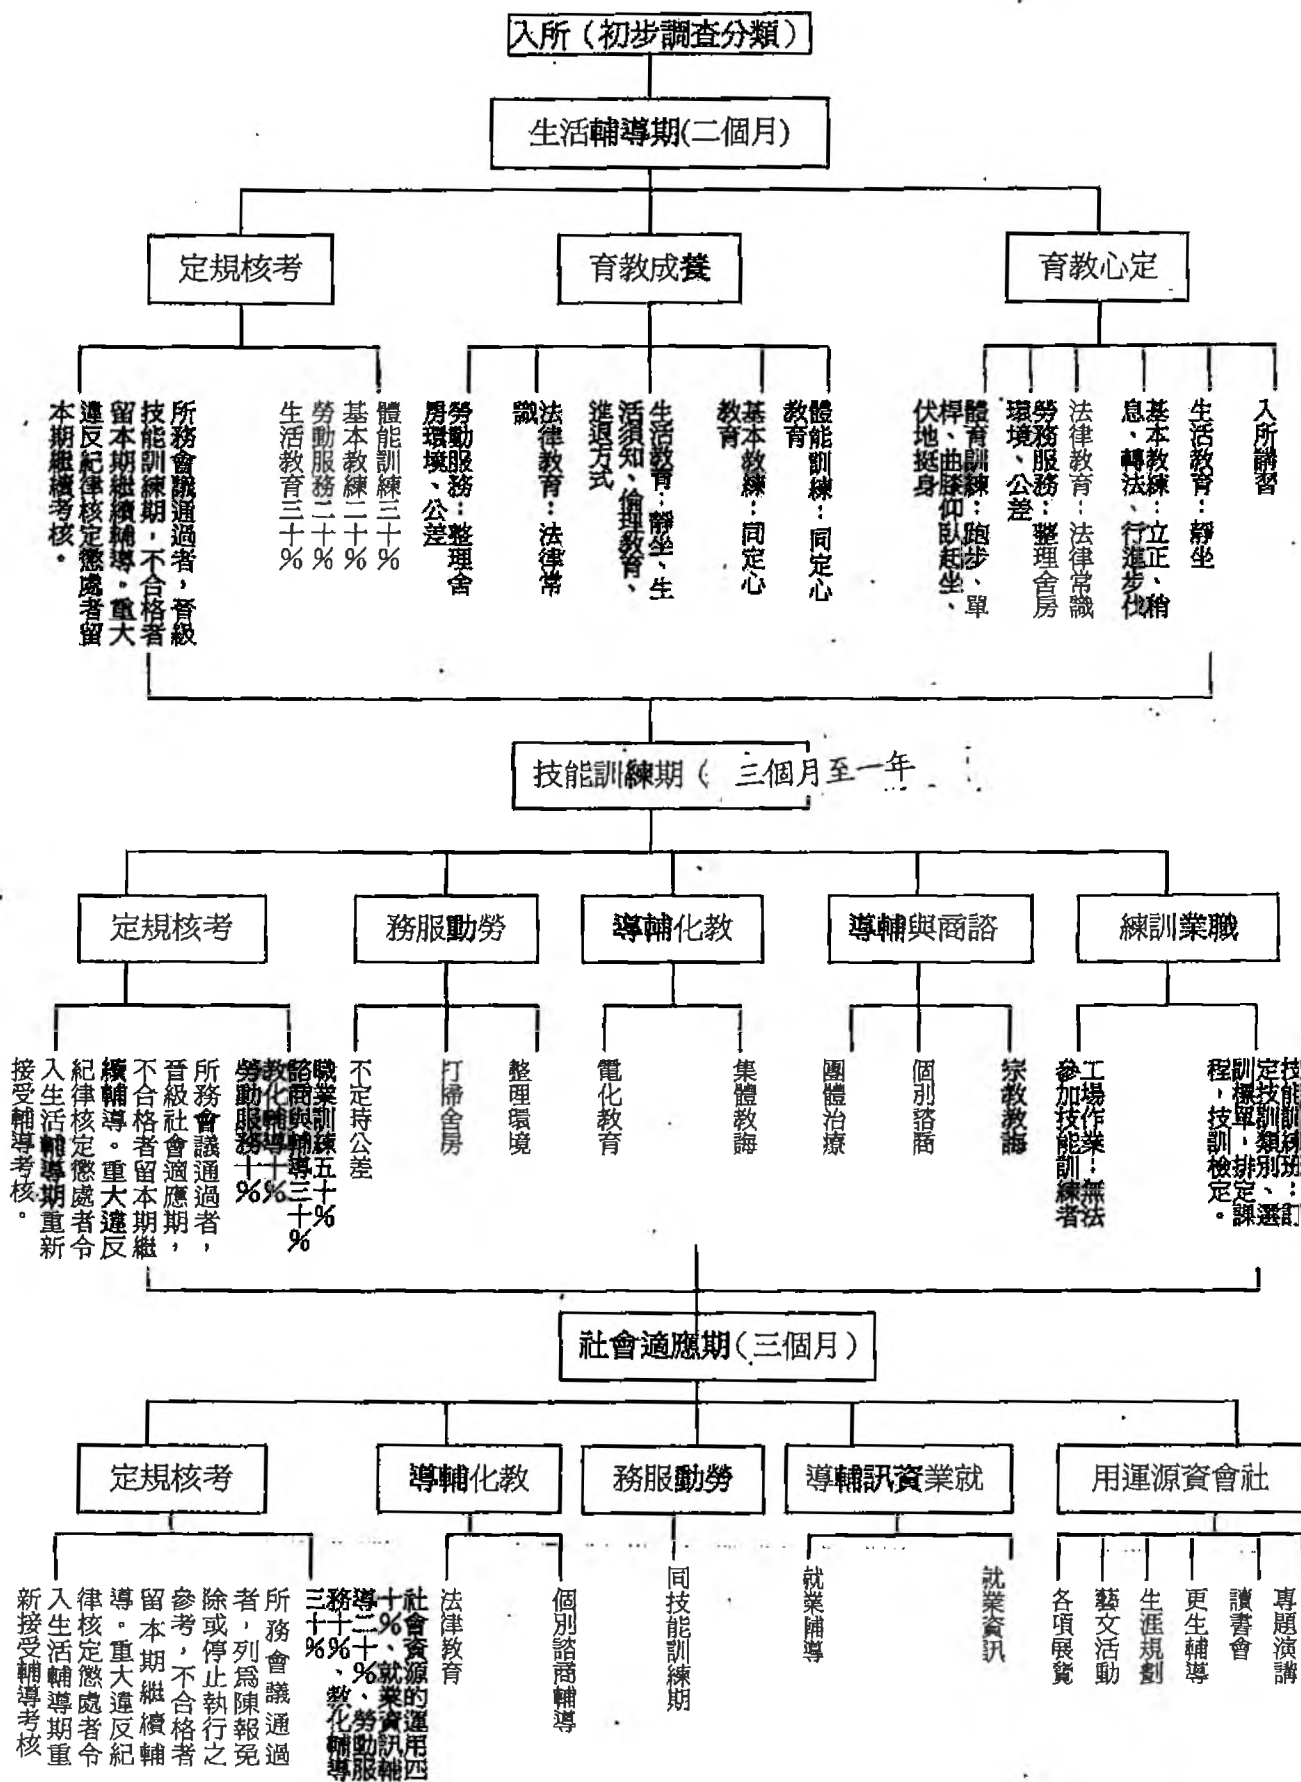 入所（初步調查分類）
生活輔導期(二個月)
育教心定
育教成養
定規核考
入所講習
生活教育：靜坐
基本教練：立正、稍
息、轉法、行進步伐
法律教育：法律常識
勞務服務：整理舍房
環境、公差
體育訓練：跑步、單
桿、曲膝仰臥起坐、
伏地挺身
體能訓練：同定心
教育
基本教練：同定心
教育
生活教育：靜坐、生
活須知、倫理教育、
進退方式
法律教育：法律常
識
勞動服務：整理舍
房環境、公差
體能訓練三十％
基本教練二十％
勞動服務二十％
生活教育三十％
所務會議通過者，晉級
技能訓練期，不合格者
留本期繼續輔導。重大
違反紀律核定懲處者留
本期繼續考核。
技能訓練期（ 三個月至一年
練訓業職
導輔與商諮
導輔化教
務服動勞
定規核考
技能訓練班：訂
定技訓類別、選
訓標單，排定課
程，技訓檢定。
工場作業：無法
參加技能訓練者
宗教教誨
個別諮商
團體治療
集體教誨
電化教育
整理環境
打掃舍房
不定時公差
職業訓練五十％
諮商與輔導三十％
教化輔導十％
勞動服務十％
所務會議通過者，
晉級社會適應期，
不合格者留本期繼
續輔導。重大違反
紀律核定懲處者令
入生活輔導期重新
接受輔導考核。
社會適應期（三個月）
用運源資會社
導輔訊資業就
務服動勞
導輔化教
定規核考
專題演講
讀書會
更生輔導
生涯規劃
藝文活動
各項展覽
就業資訊
就業輔導
同技能訓練期
個別諮商輔導
法律教育
社會資源的運用四
十％、就業資訊輔
導二十％、勞動服
務十％、教化輔導
三十％
所務會議通過
者，列為陳報免
除或停止執行之
參考，不合格者
留本期繼續輔
導。重大違反紀
律核定懲處者令
入生活輔導期重
新接受輔導考核